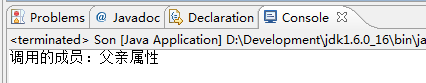 Problems @ Javadoc Declaration Console
<terminated> Son [Java Application] D:\Development\jdk1.6.0_16\bin\ja
调用的成员：父亲属性